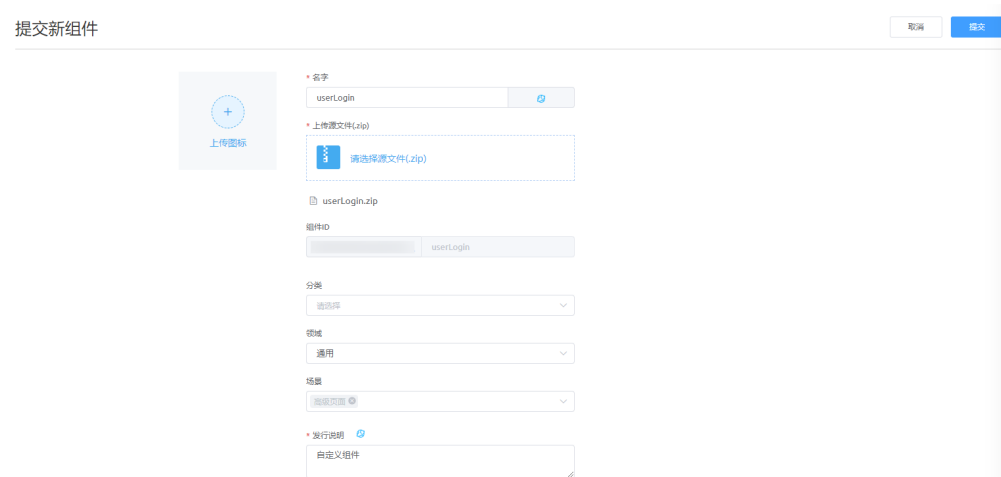 提交新组件
取消
提交
上传图标
* 名字
userLogin
* 上传源文件(.zip)
请选择源文件(.zip)
userLogin.zip
组件ID
userLogin
分类
请选择
领域
通用
场景
高级页面
* 发行说明
自定义组件